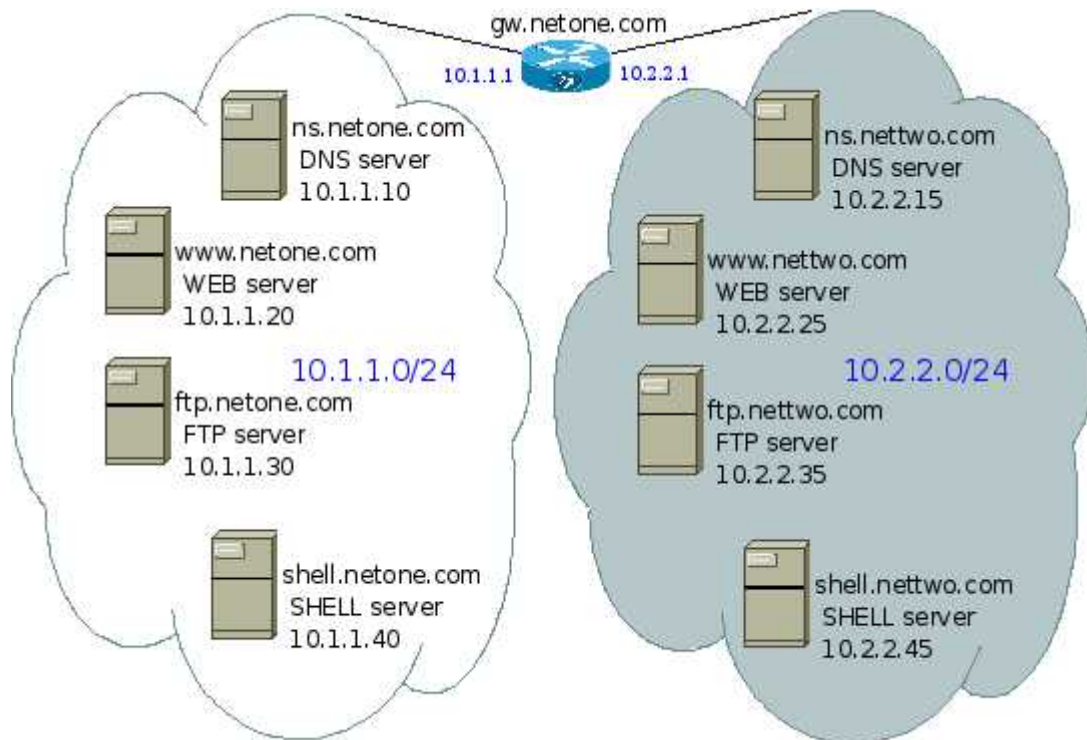 gw.netone.com
10.1.1.1
10.2.2.1
ns.netone.com
DNS server
10.1.1.10
www.netone.com
WEB server
10.1.1.20
10.1.1.0/24
ftp.netone.com
FTP server
10.1.1.30
shell.netone.com
SHELL server
10.1.1.40
ns.nettwo.com
DNS server
10.2.2.15
www.nettwo.com
WEB server
10.2.2.25
10.2.2.0/24
ftp.nettwo.com
FTP server
10.2.2.35
shell.nettwo.com
SHELL server
10.2.2.45